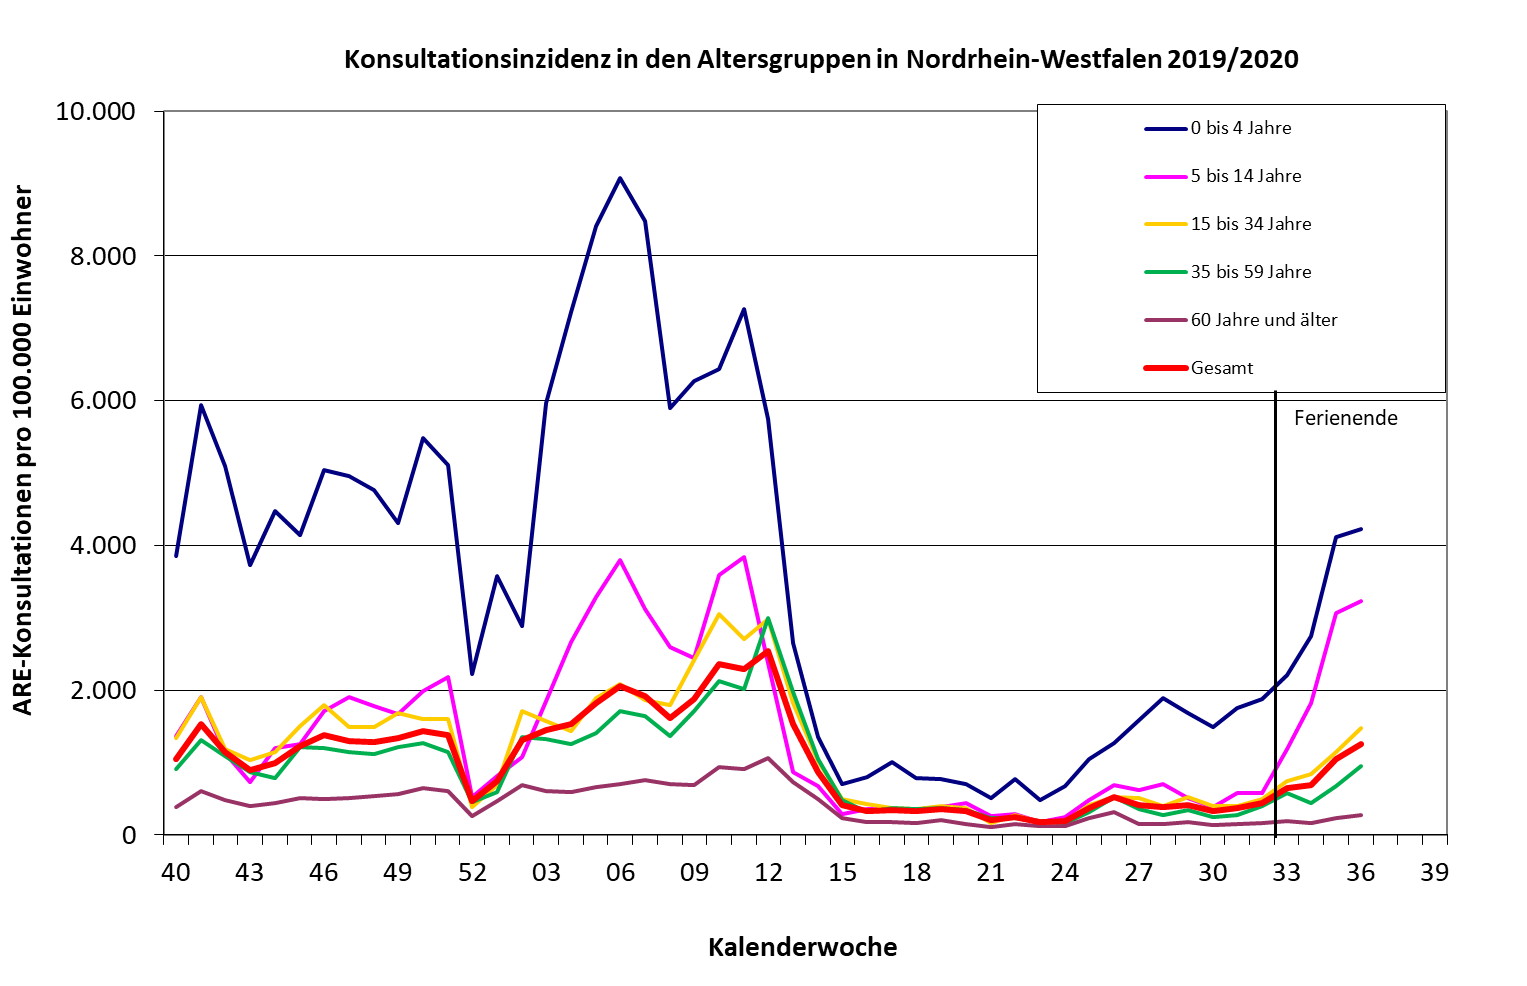 Konsultationsinzidenz in den Altersgruppen in Nordrhein-Westfalen 2019/2020
ARE-Konsultationen pro 100.000 Einwohner
10.000
8.000
6.000
4.000
2.000
0
0 bis 4 Jahre
5 bis 14 Jahre
15 bis 34 Jahre
35 bis 59 Jahre
60 Jahre und älter
Gesamt
Ferienende
40 43 46 49 52 03 06 09 12 15 18 21 24 27 30 33 36 39
Kalenderwoche